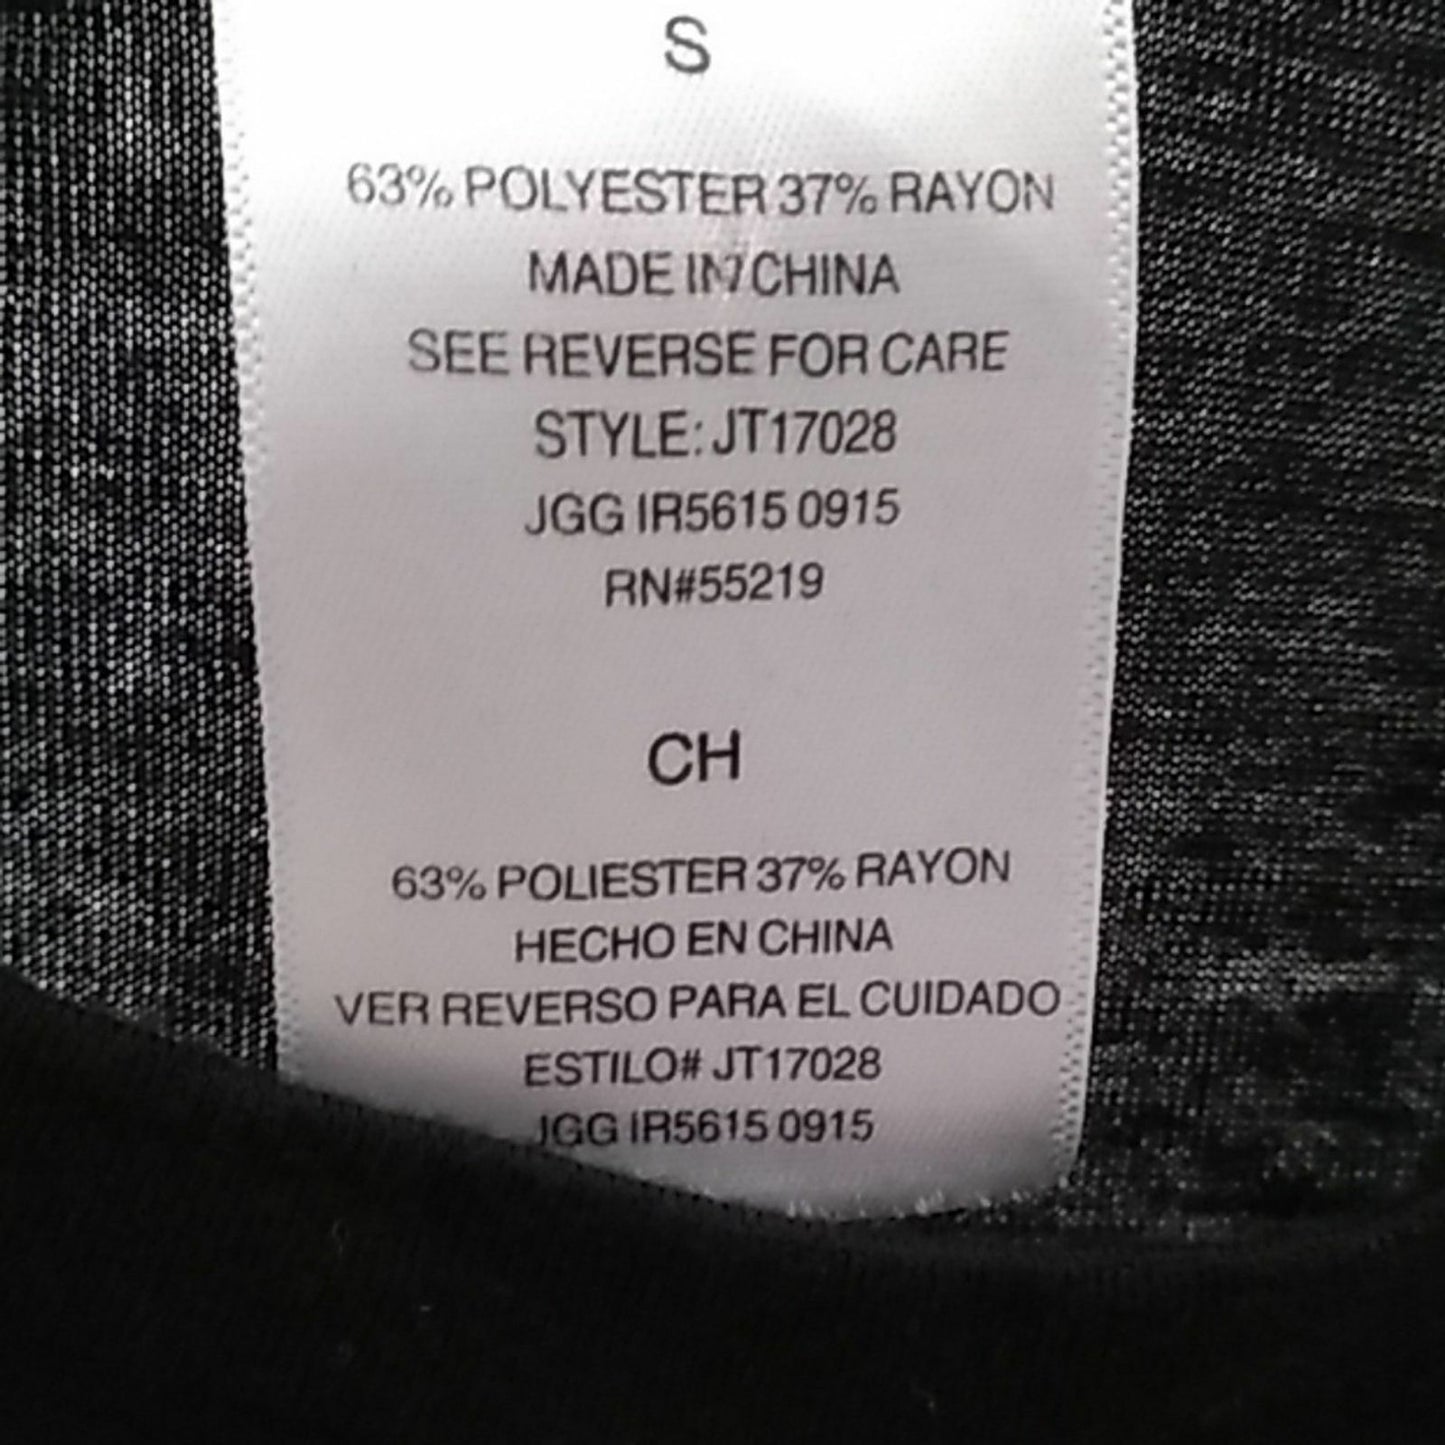 S
63% POLYESTER 37% RAYON
MADE IN CHINA
SEE REVERSE FOR CARE
STYLE: JT17028
JGG IR5615 0915
RN#55219
CH
63% POLIESTER 37% RAYON
HECHO EN CHINA
VER REVERSO PARA EL CUIDADO
ESTILO# JT17028
JGG IR5615 0915